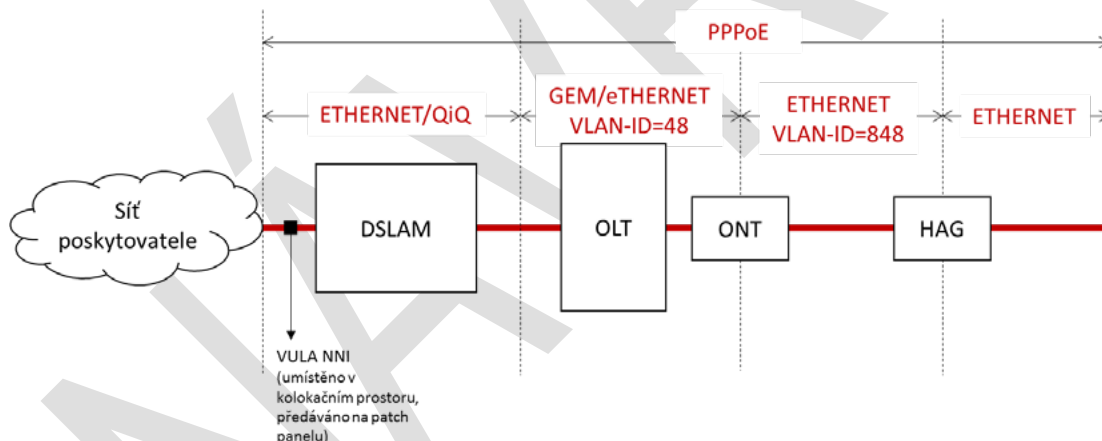 PPPoE
ETHERNET/QiQ
GEM/eTHERNET
VLAN-ID=48
ETHERNET
VLAN-ID=848
ETHERNET
Síť
poskytovatele
DSLAM
OLT
ONT
HAG
VULA NNI
(umístěno v
kolokačním prostoru,
předáváno na patch
panelu)